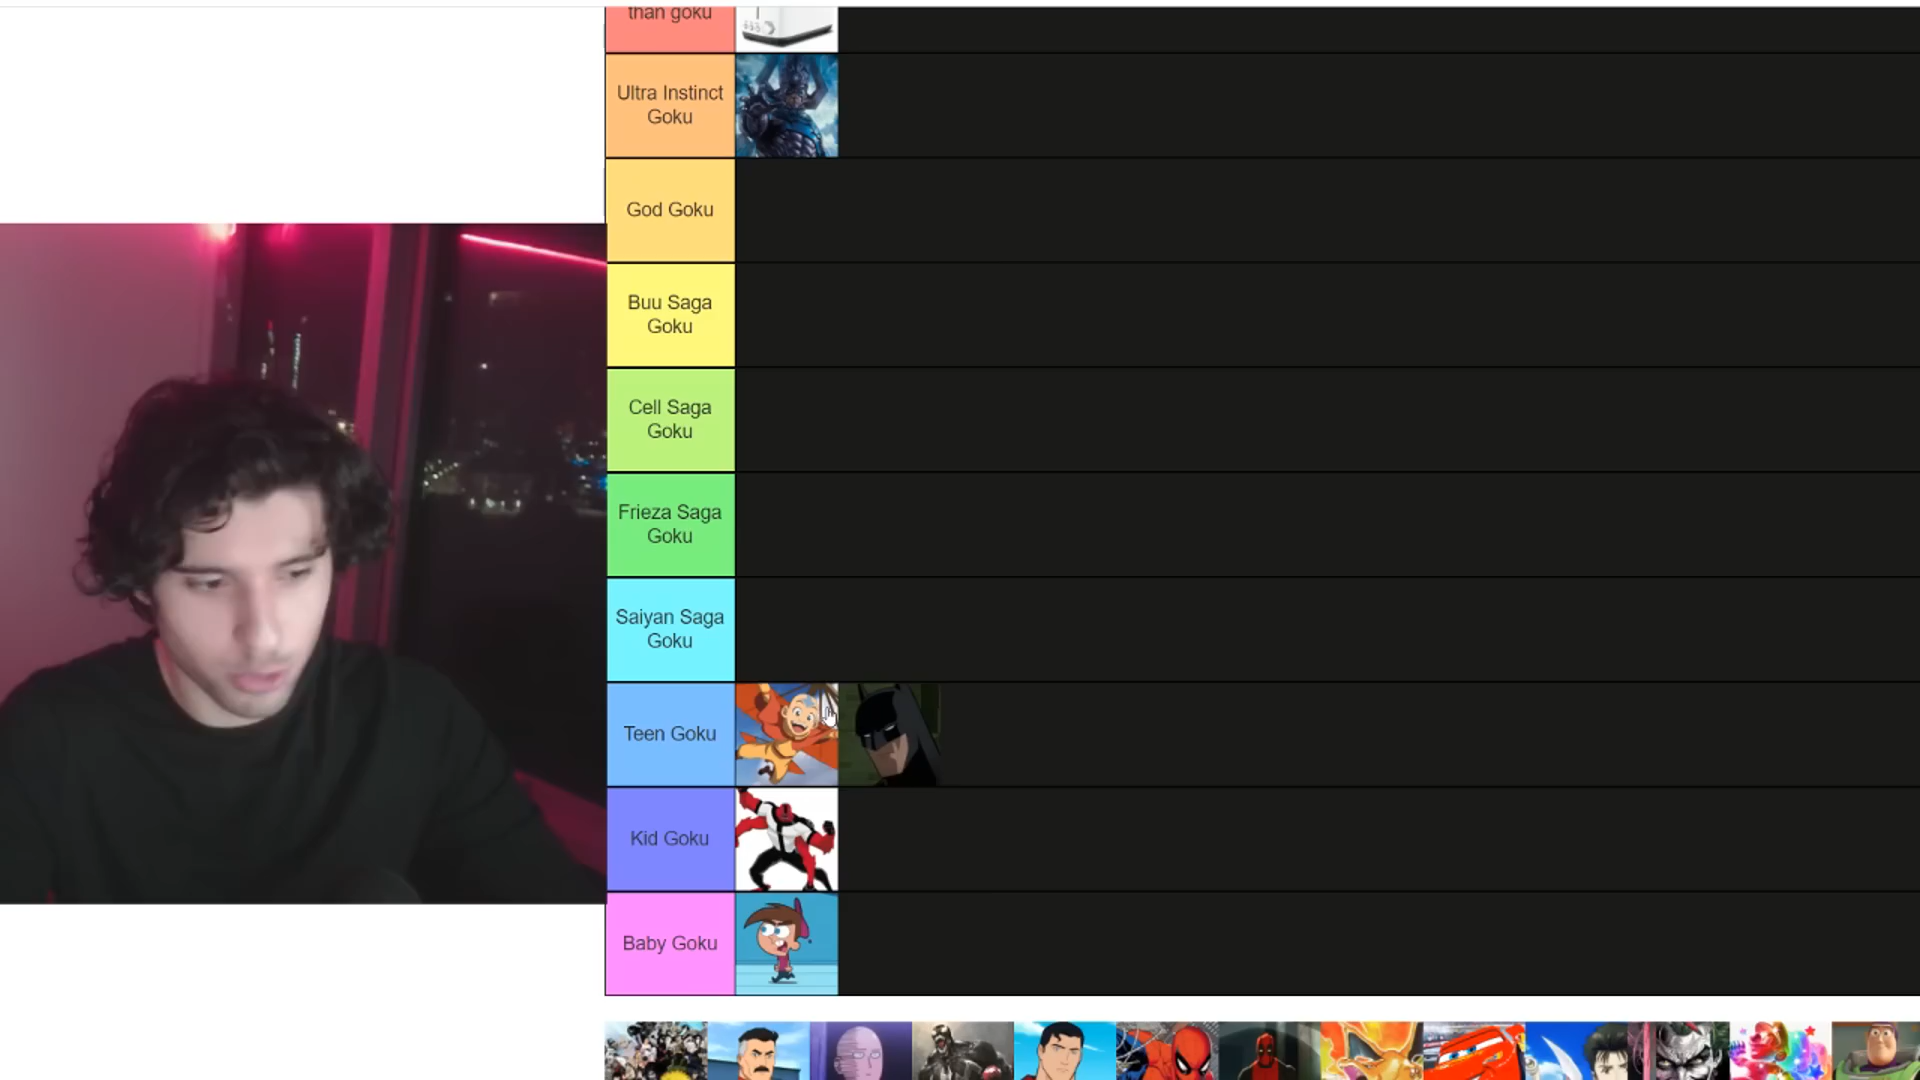 than goku
Ultra Instinct
Goku
God Goku
Buu Saga
Goku
Cell Saga
Goku
Frieza Saga
Goku
Saiyan Saga
Goku
Teen Goku
Kid Goku
Baby Goku